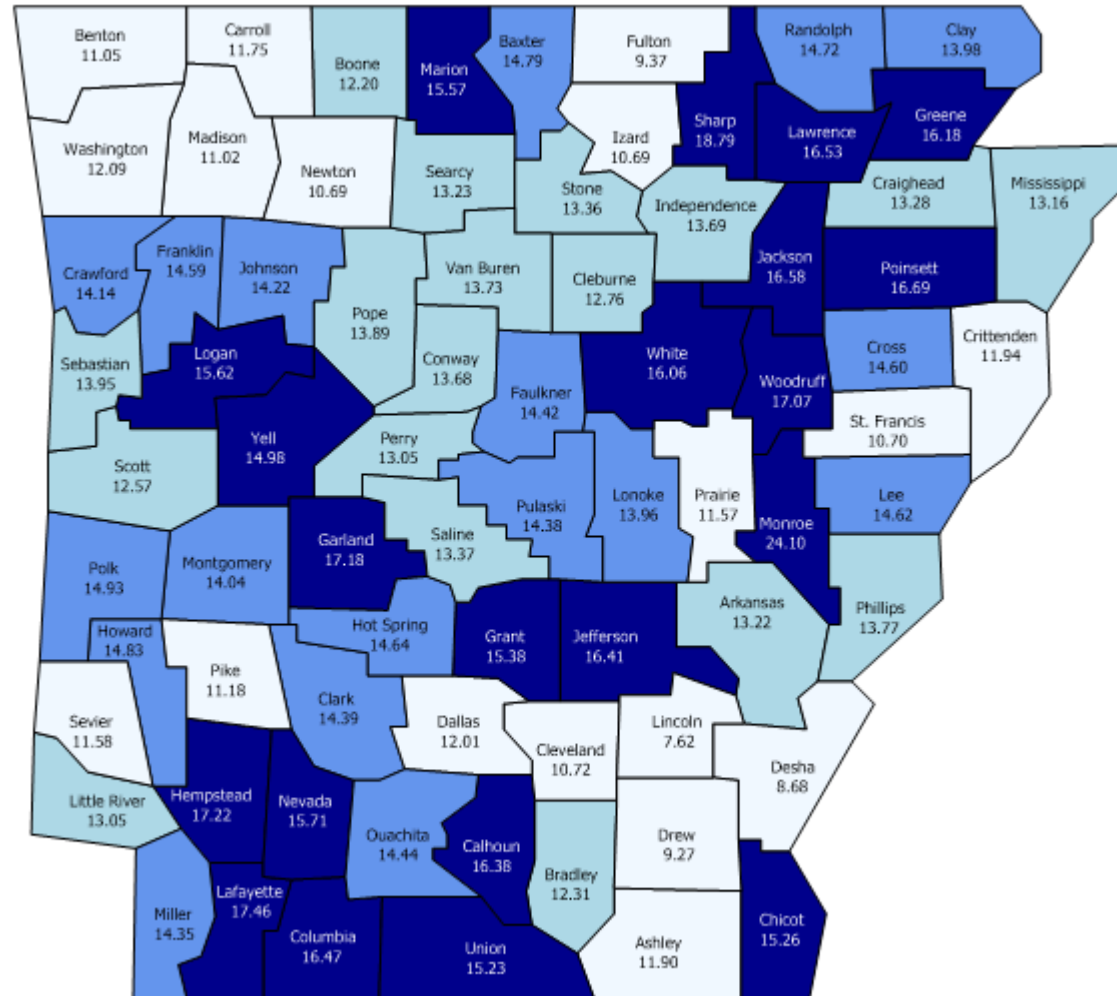 Benton
11.05
Carroll
11.75
Boone
12.20
Marion
15.57
Baxter
14.79
Fulton
9.37
Randolph
14.72
Clay
13.98
Washington
12.09
Madison
11.02
Newton
10.69
Searcy
13.23
Stone
13.36
Izard
10.69
Sharp
18.79
Lawrence
16.53
Greene
16.18
Independence
13.69
Craighead
13.28
Mississippi
13.16
Crawford
14.14
Franklin
14.59
Johnson
14.22
Pope
13.89
Van Buren
13.73
Cleburne
12.76
Jackson
16.58
Poinsett
16.69
Sebastian
13.95
Logan
15.62
Conway
13.68
Faulkner
14.42
White
16.06
Woodruff
17.07
Cross
14.60
Crittenden
11.94
Scott
12.57
Yell
14.98
Perry
13.05
St. Francis
10.70
Polk
14.93
Montgomery
14.04
Garland
17.18
Saline
13.37
Pulaski
14.38
Lonoke
13.96
Prairie
11.57
Monroe
24.10
Lee
14.62
Howard
14.83
Pike
11.18
Hot Spring
14.64
Grant
15.38
Jefferson
16.41
Arkansas
13.22
Phillips
13.77
Sevier
11.58
Clark
14.39
Dallas
12.01
Cleveland
10.72
Lincoln
7.62
Desha
8.68
Little River
13.05
Hempstead
17.22
Nevada
15.71
Ouachita
14.44
Calhoun
16.38
Bradley
12.31
Drew
9.27
Miller
14.35
Lafayette
17.46
Columbia
16.47
Union
15.23
Ashley
11.90
Chicot
15.26